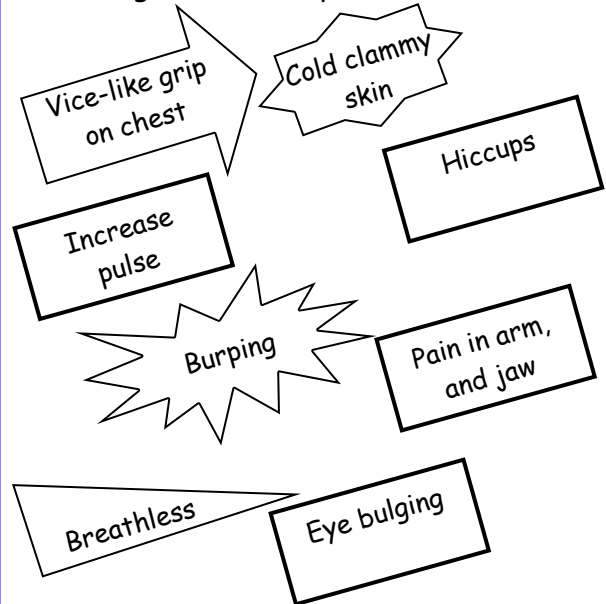 Vice-like grip
on chest
Cold clammy
skin
Hiccups
Increase
pulse
Burping
Pain in arm,
and jaw
Breathless
Eye bulging